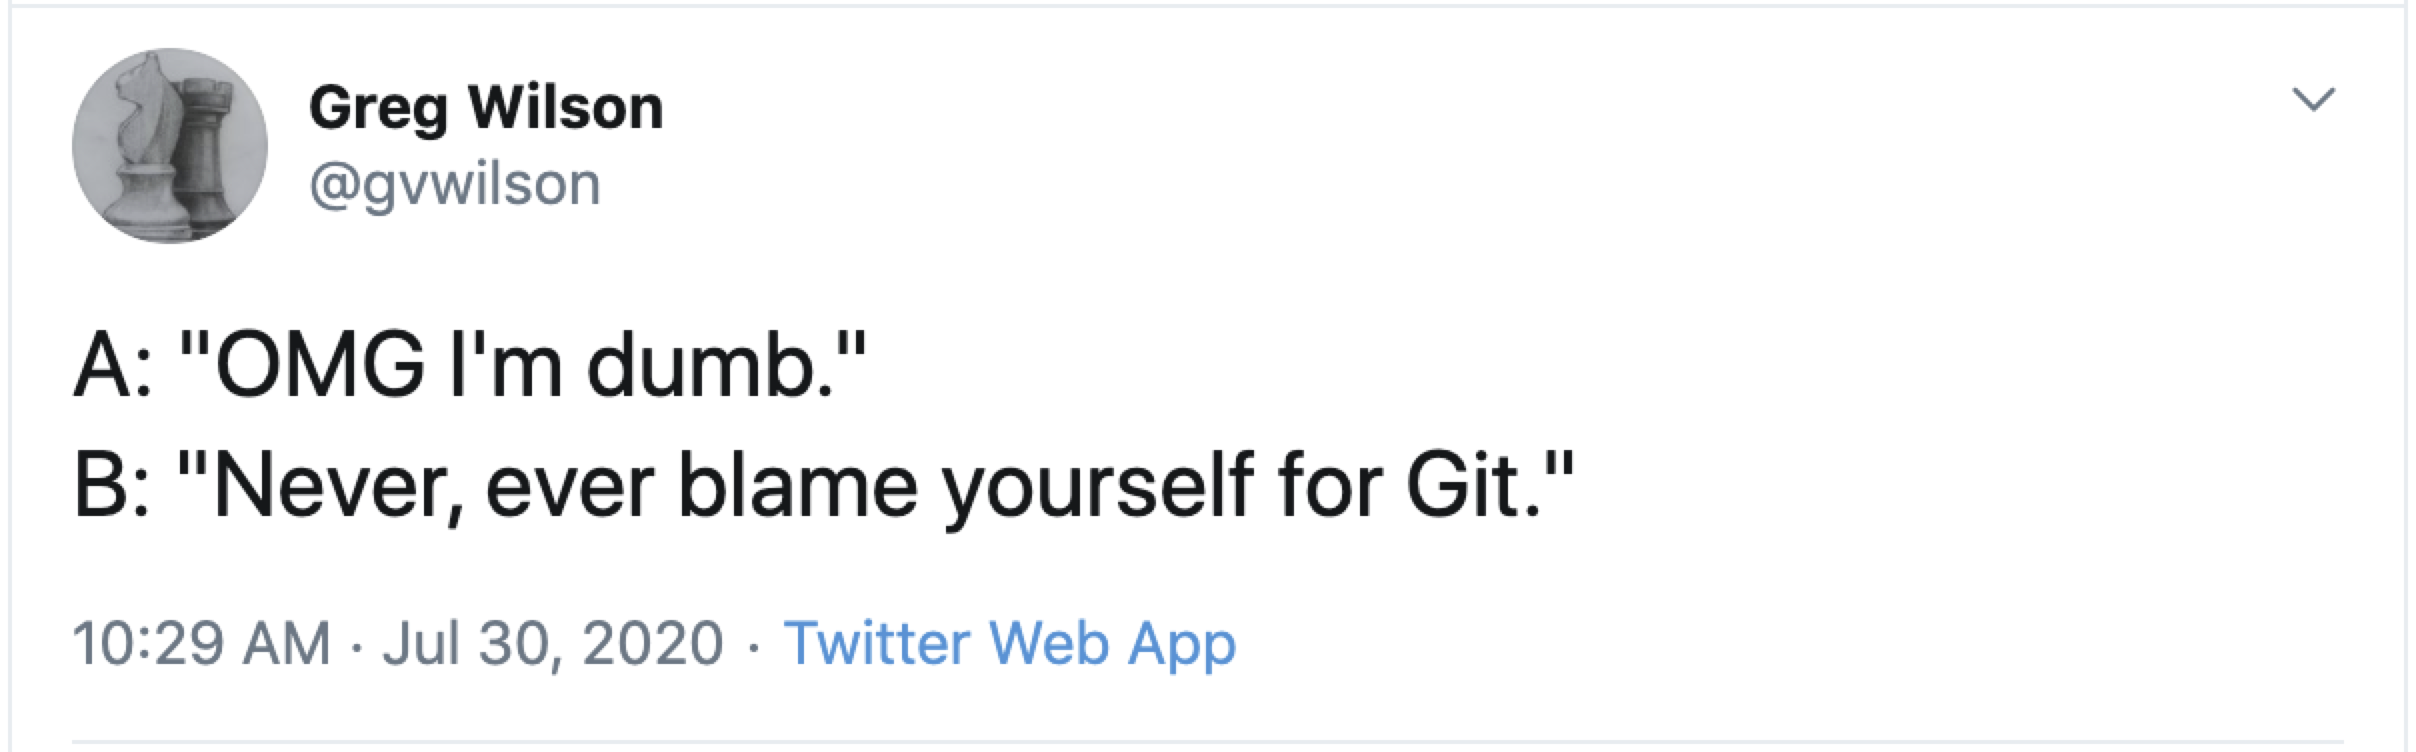 Greg Wilson
@gvwilson
A: "OMG I'm dumb."
B: "Never, ever blame yourself for Git."
10:29 AM · Jul 30, 2020 · Twitter Web App